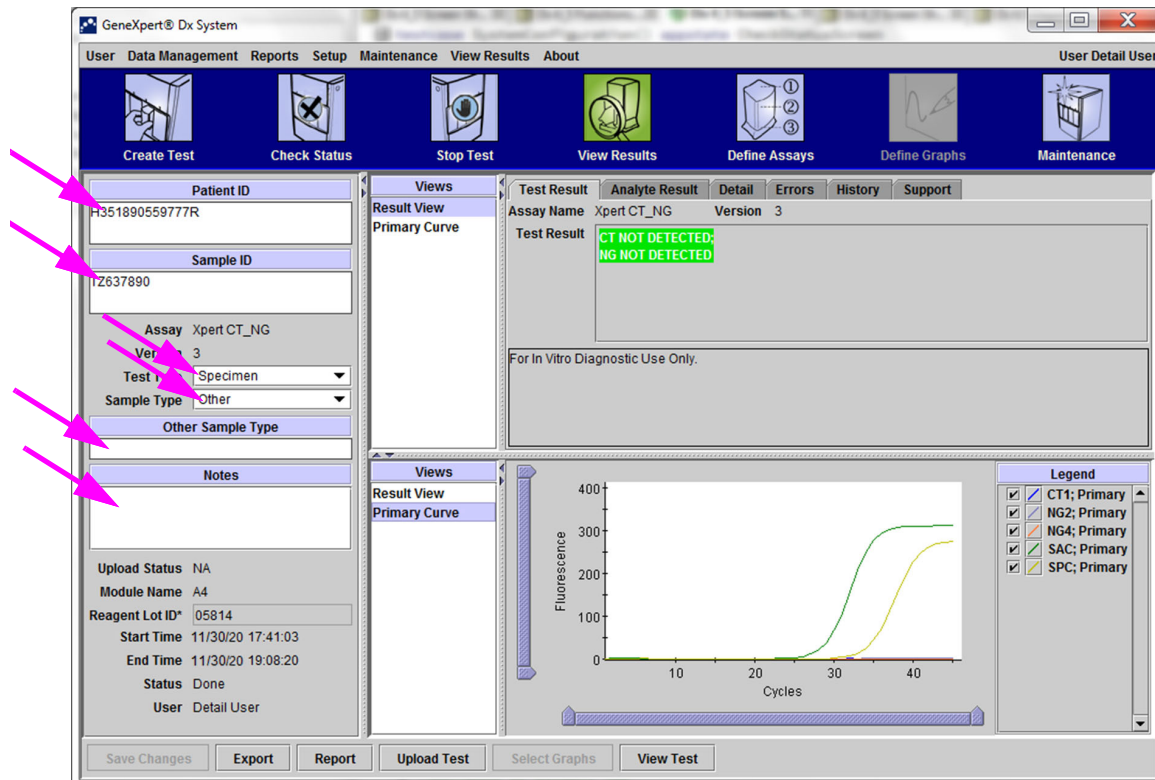 GeneXpert® Dx System
User Data Management Reports Setup Maintenance View Results About User Detail User
Create Test Check Status Stop Test View Results Define Assays Define Graphs Maintenance
Patient ID
H351890559777R
Sample ID
TZ637890
Assay Xpert CT_NG
Version 3
Test Type Specimen
Sample Type Other
Other Sample Type
Notes
Upload Status NA
Module Name A4
Reagent Lot ID* 05814
Start Time 11/30/20 17:41:03
End Time 11/30/20 19:08:20
Status Done
User Detail User
Views
Result View
Primary Curve
Test Result Analyte Result Detail Errors History Support
Assay Name Xpert CT_NG Version 3
Test Result CT NOT DETECTED;
NG NOT DETECTED
For In Vitro Diagnostic Use Only.
Views
Result View
Primary Curve
Fluorescence
400
300
200
100
0
10 20 30 40
Cycles
Legend
CT1; Primary
NG2; Primary
NG4; Primary
SAC; Primary
SPC; Primary
Save Changes Export Report Upload Test Select Graphs View Test